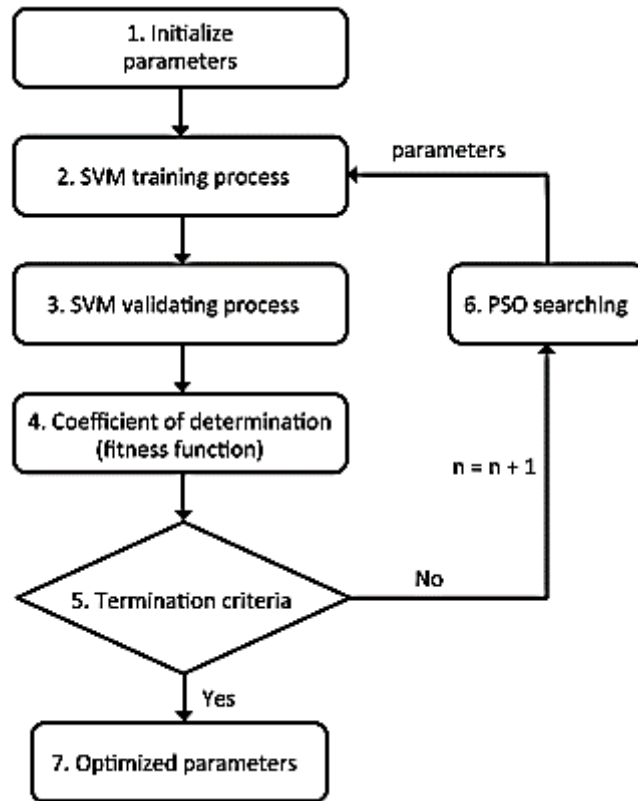 1. Initialize
parameters
parameters
2. SVM training process
3. SVM validating process
6. PSO searching
4. Coefficient of determination
(fitness function)
n = n + 1
No
5. Termination criteria
Yes
7. Optimized parameters